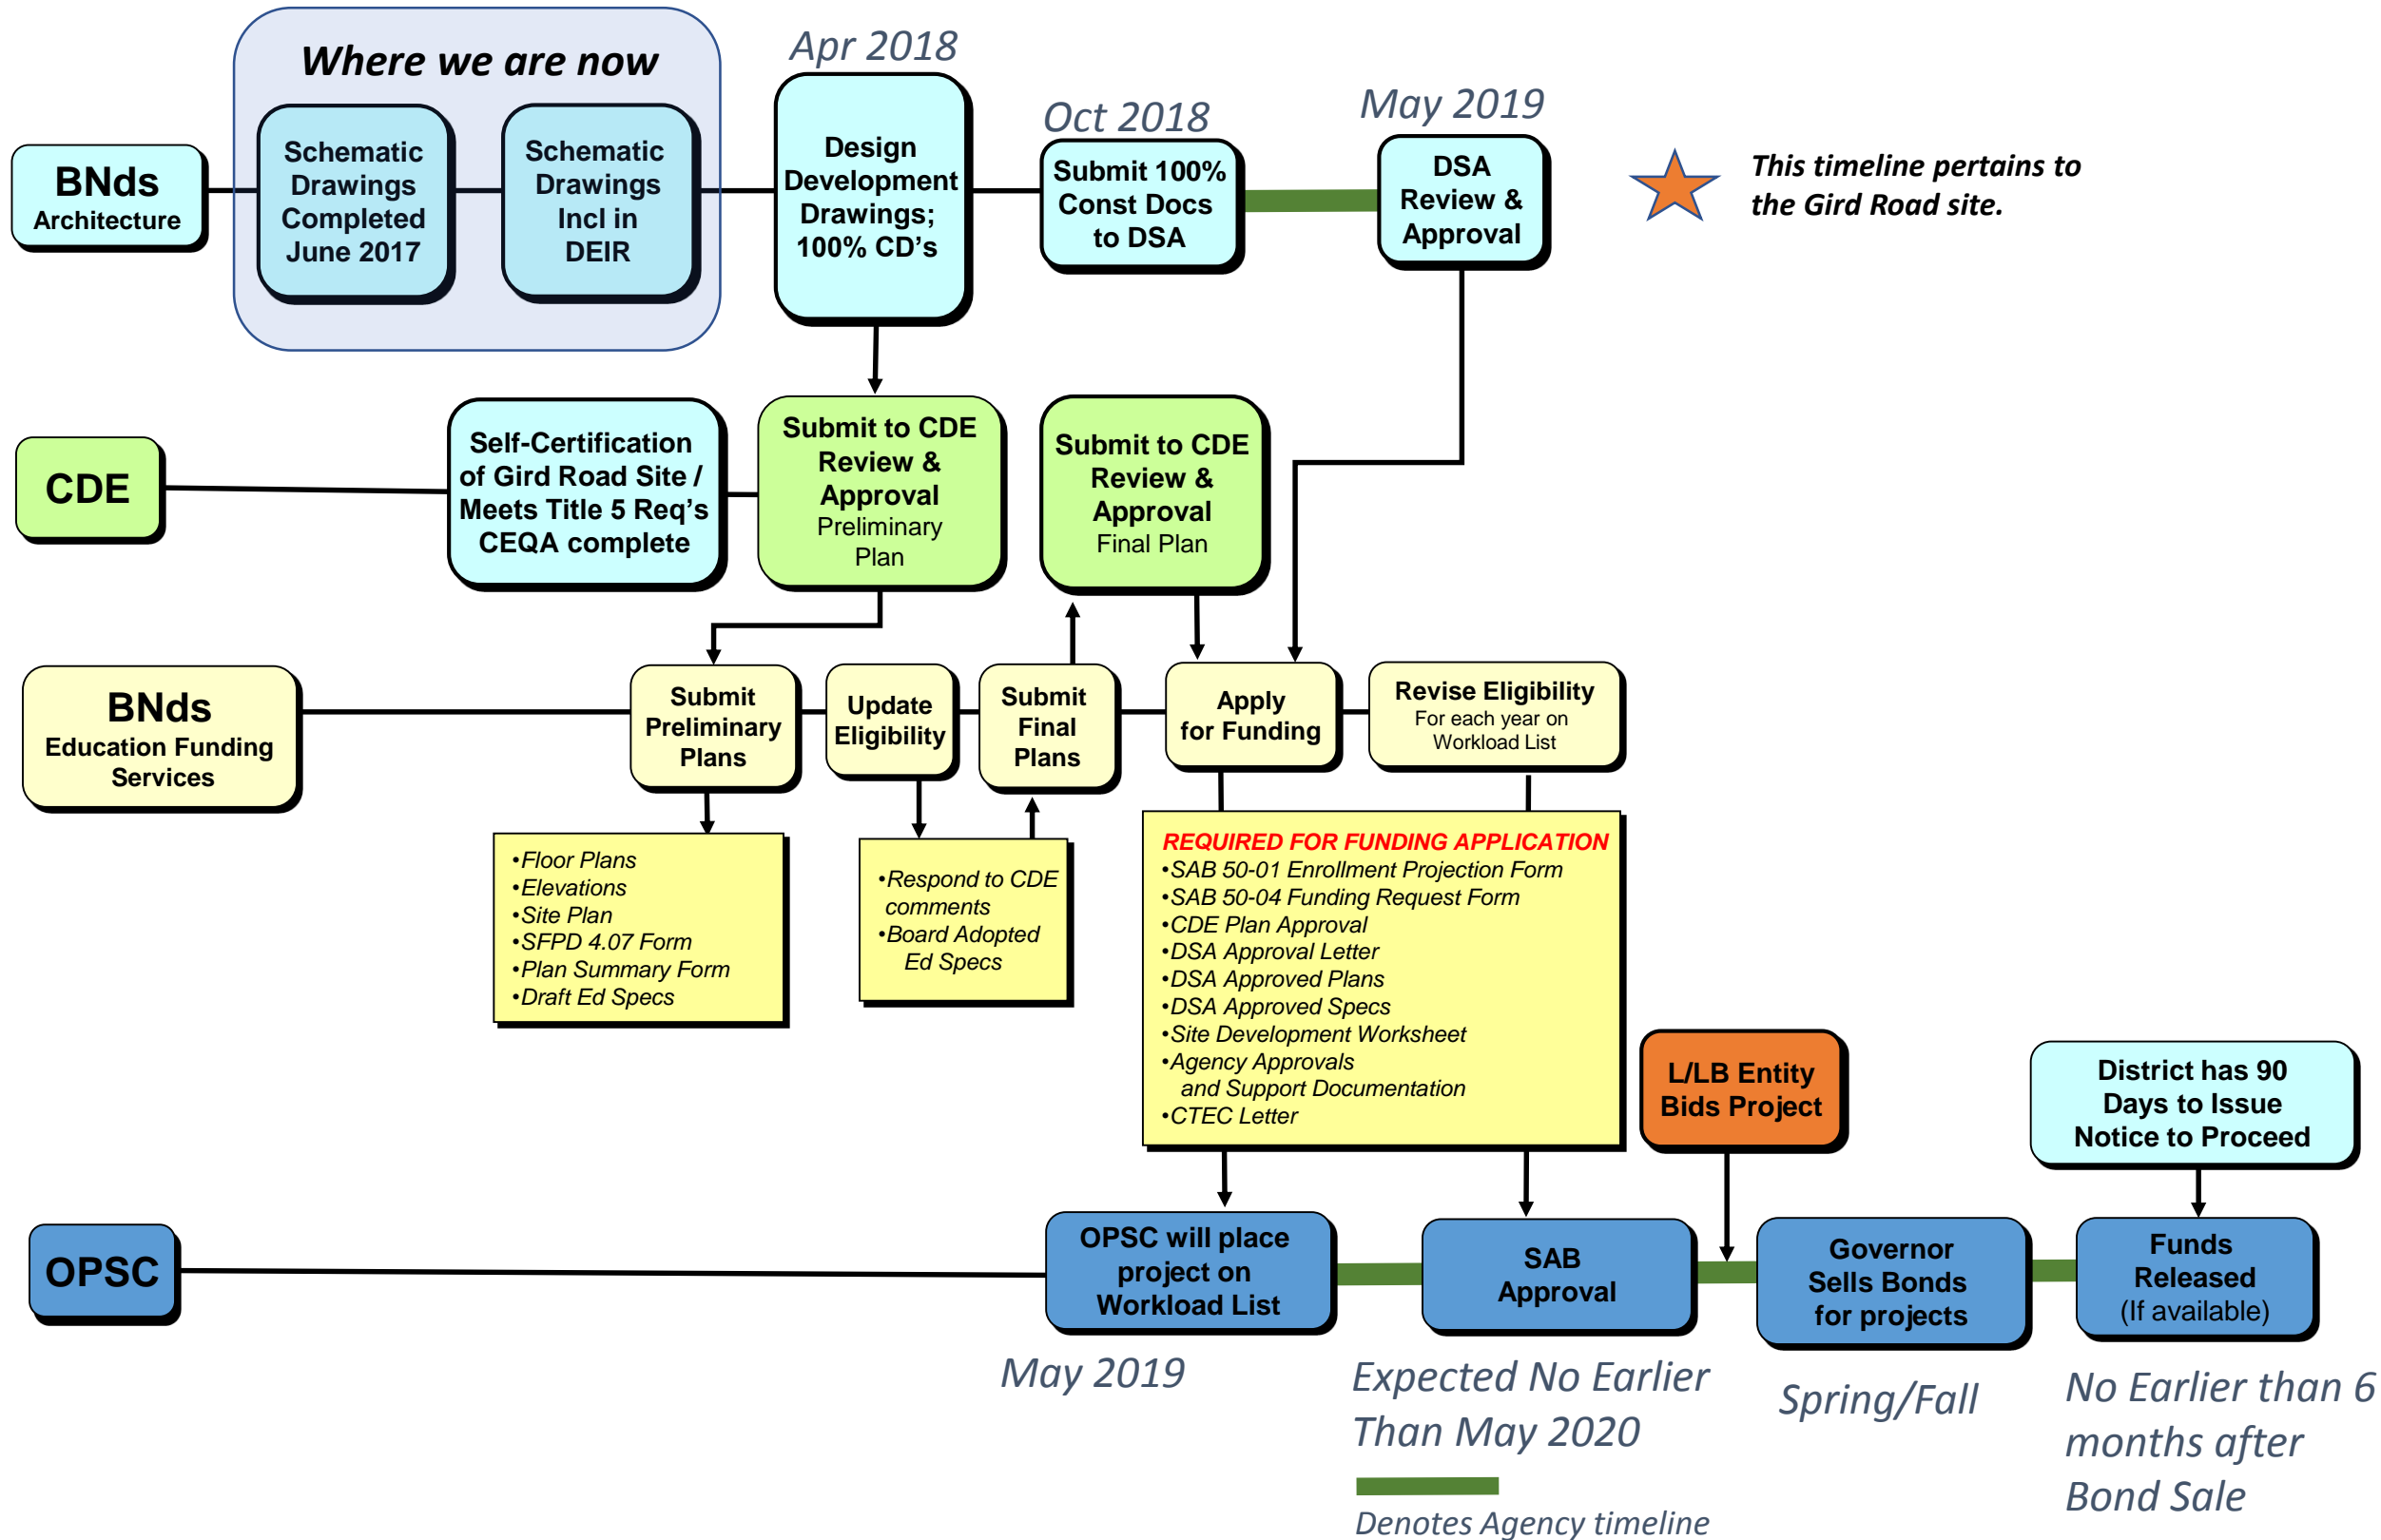 Where we are now
Apr 2018
Oct 2018
May 2019
BNds
Architecture
Schematic
Drawings
Completed
June 2017
Schematic
Drawings
Incl in
DEIR
Design
Development
Drawings;
100% CD's
Submit 100%
Const Docs
to DSA
DSA
Review &
Approval
This timeline pertains to
the Gird Road site.
CDE
Self-Certification
of Gird Road Site /
Meets Title 5 Req's
CEQA complete
Submit to CDE
Review &
Approval
Preliminary
Plan
Submit to CDE
Review &
Approval
Final Plan
BNds
Education Funding
Services
Submit
Preliminary
Plans
Update
Eligibility
Submit
Final
Plans
Apply
for Funding
Revise Eligibility
For each year on
Workload List
•Floor Plans
•Elevations
•Site Plan
•SFPD 4.07 Form
•Plan Summary Form
•Draft Ed Specs
•Respond to CDE
comments
•Board Adopted
Ed Specs
REQUIRED FOR FUNDING APPLICATION
•SAB 50-01 Enrollment Projection Form
•SAB 50-04 Funding Request Form
•CDE Plan Approval
•DSA Approval Letter
•DSA Approved Plans
•DSA Approved Specs
•Site Development Worksheet
•Agency Approvals
and Support Documentation
•CTEC Letter
L/LB Entity
Bids Project
District has 90
Days to Issue
Notice to Proceed
OPSC
OPSC will place
project on
Workload List
SAB
Approval
Governor
Sells Bonds
for projects
Funds
Released
(If available)
May 2019
Expected No Earlier
Than May 2020
Spring/Fall
No Earlier than 6
months after
Bond Sale
Denotes Agency timeline